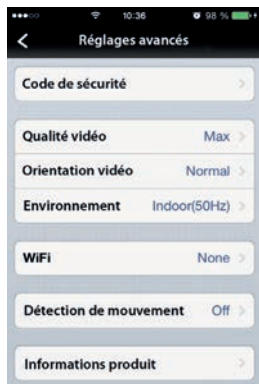 10:36 98 %
Réglages avancés
Code de sécurité
Qualité vidéo Max
Orientation vidéo Normal
Environnement Indoor(50Hz)
WiFi None
Détection de mouvement Off
Informations produit